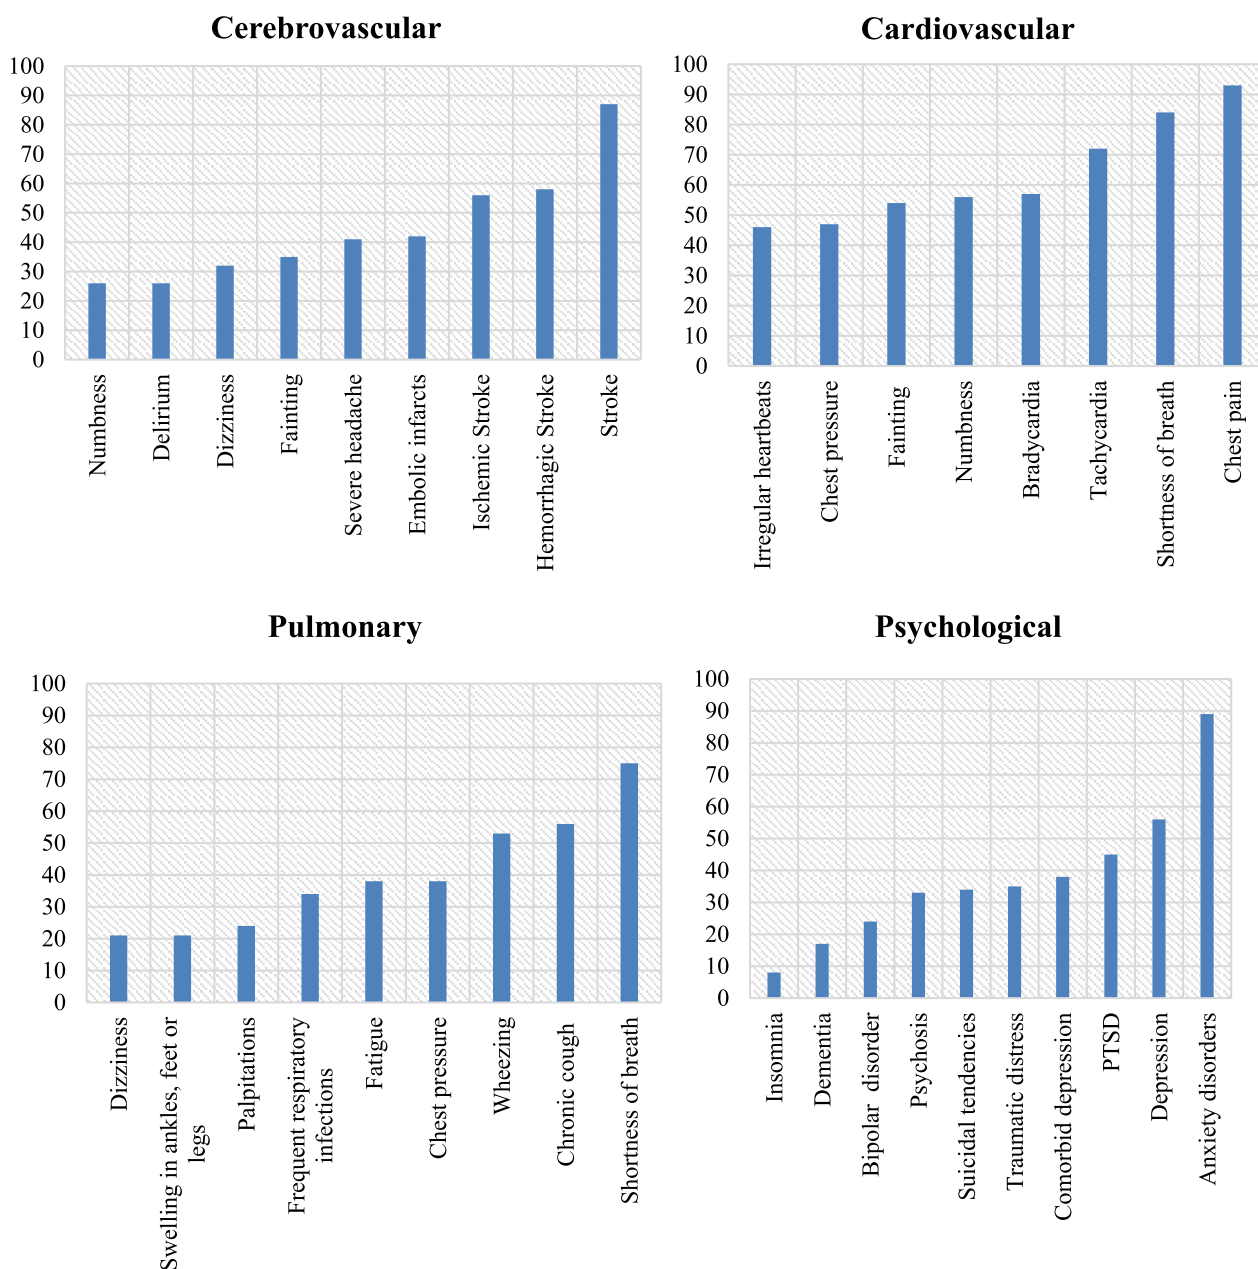 Cerebrovascular
100
90
80
70
60
50
40
30
20
10
0
Numbness
Delirium
Dizziness
Fainting
Severe headache
Embolic infarcts
Ischemic Stroke
Hemorrhagic Stroke
Stroke
Cardiovascular
100
90
80
70
60
50
40
30
20
10
0
Irregular heartbeats
Chest pressure
Fainting
Numbness
Bradycardia
Tachycardia
Shortness of breath
Chest pain
Pulmonary
100
90
80
70
60
50
40
30
20
10
0
Dizziness
Swelling in ankles, feet or
legs
Palpitations
Frequent respiratory
infections
Fatigue
Chest pressure
Wheezing
Chronic cough
Shortness of breath
Psychological
100
90
80
70
60
50
40
30
20
10
0
Insomnia
Dementia
Bipolar disorder
Psychosis
Suicidal tendencies
Traumatic distress
Comorbid depression
PTSD
Depression
Anxiety disorders